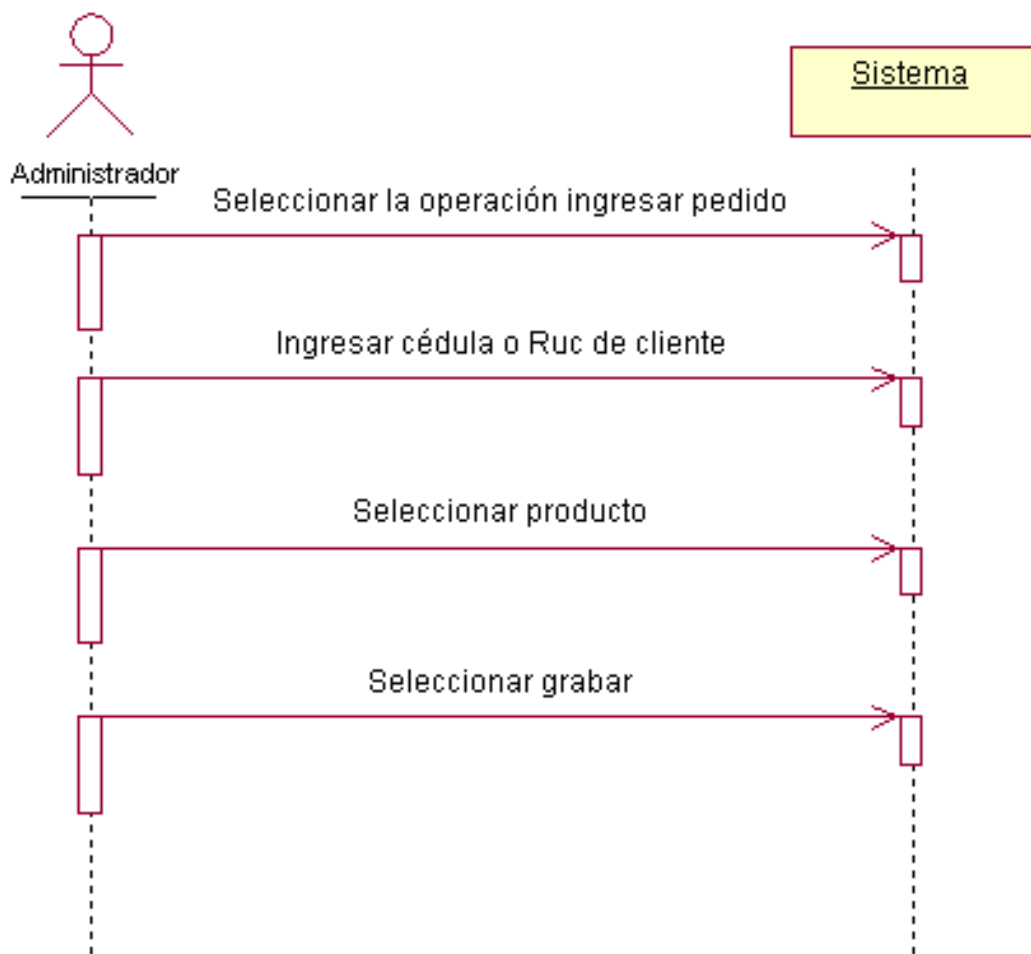 Sistema
Administrador
Seleccionar la operación ingresar pedido
Ingresar cédula o Ruc de cliente
Seleccionar producto
Seleccionar grabar